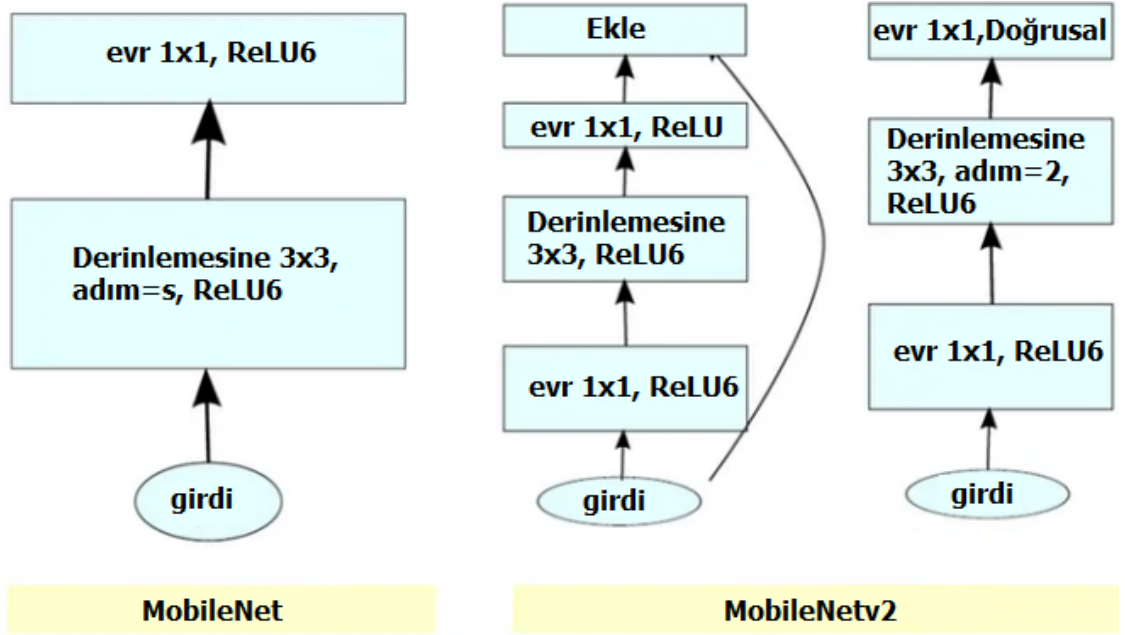 evr 1x1, ReLU6
Derinlemesine 3x3,
adım=s, ReLU6
girdi
MobileNet
Ekle
evr 1x1, ReLU
Derinlemesine
3x3, ReLU6
evr 1x1, ReLU6
girdi
evr 1x1,Doğrusal
Derinlemesine
3x3, adım=2,
ReLU6
evr 1x1, ReLU6
girdi
MobileNetv2